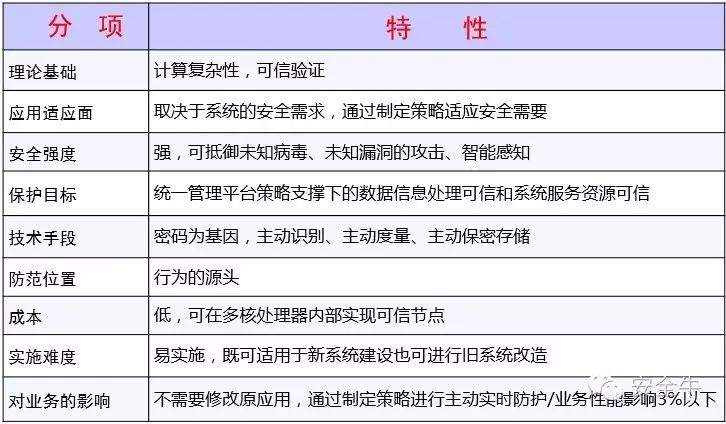 分 项 特 性
理论基础 计算复杂性，可信验证
应用适应面 取决于系统的安全需求，通过制定策略适应安全需要
安全强度 强，可抵御未知病毒、未知漏洞的攻击、智能感知
保护目标 统一管理平台策略支撑下的数据信息处理可信和系统服务资源可信
技术手段 密码为基因，主动识别、主动度量、主动保密存储
防范位置 行为的源头
成本 低，可在多核处理器内部实现可信节点
实施难度 易实施，既可适用于新系统建设也可进行旧系统改造
对业务的影响 不需要修改原应用，通过制定策略进行主动实时防护/业务性能影响3%以下
安全牛